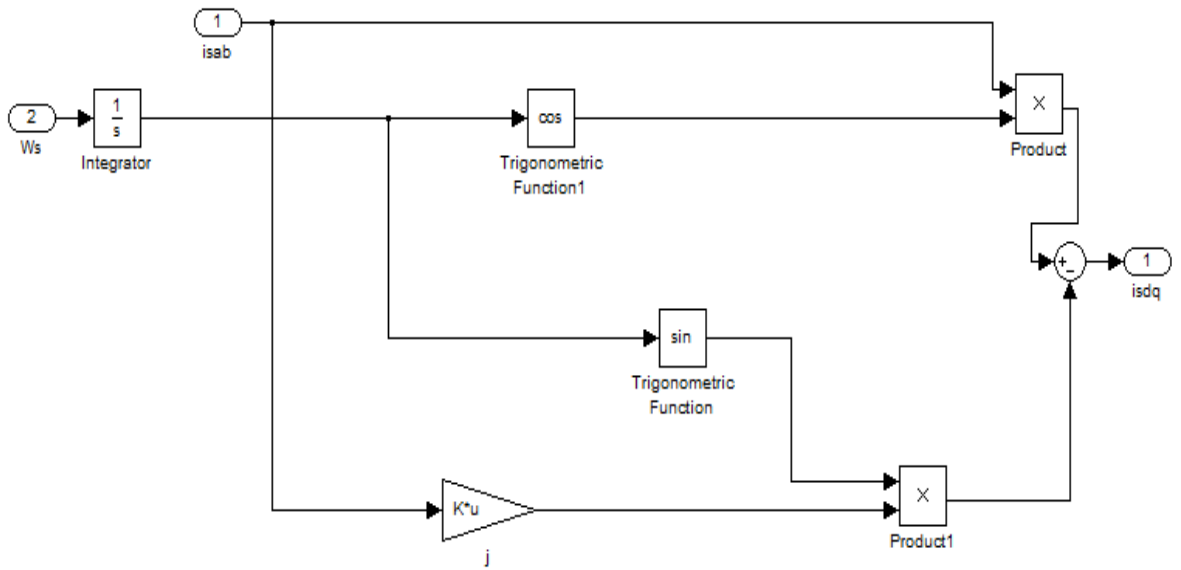 1
isab
2
Ws
1
s
Integrator
cos
Trigonometric
Function1
X
Product
+
−
1
isdq
sin
Trigonometric
Function
K*u
j
X
Product1